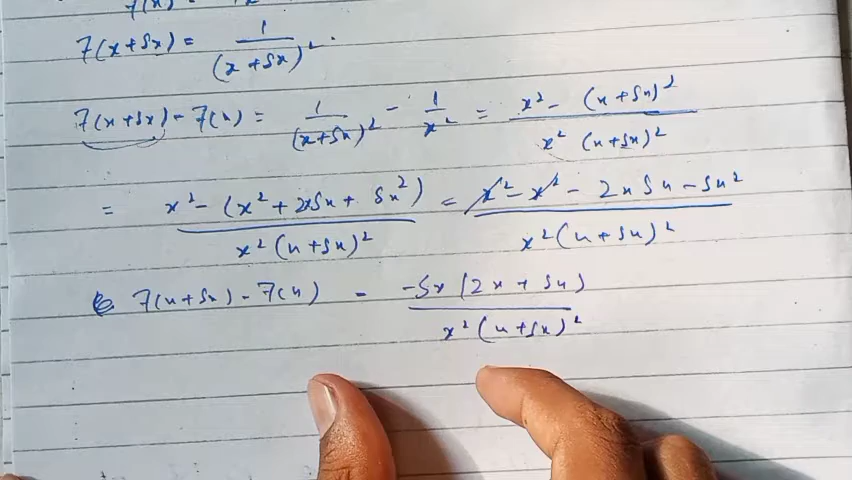 f(x+δx) = 1/(x+δx)².
f(x+δx) - f(x) = 1/(x+δx)² - 1/x² = (x² - (x+δx)²)/(x² (x+δx)²)
= (x² - (x² + 2xδx + δx²))/(x²(x+δx)²) = (x² - x² - 2xδx - δx²)/(x²(x+δx)²)
f(x+δx) - f(x) = -δx(2x+δx)/(x²(x+δx)²)